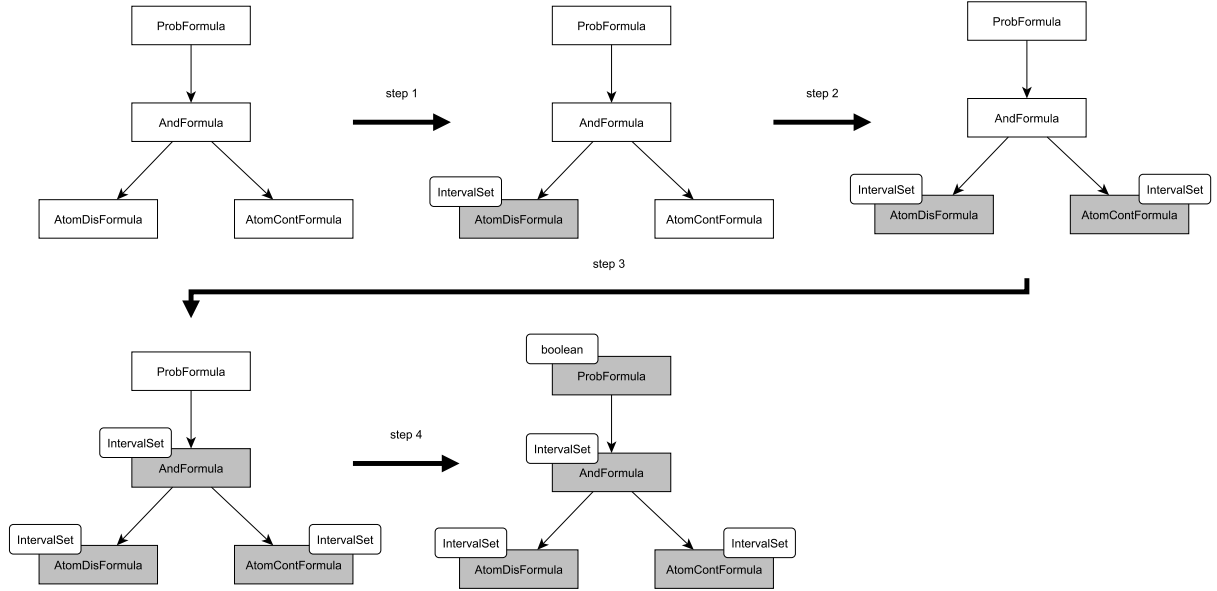 ProbFormula
AndFormula
AtomDisFormula
AtomContFormula
step 1
ProbFormula
AndFormula
IntervalSet
AtomDisFormula
AtomContFormula
step 2
ProbFormula
AndFormula
IntervalSet
IntervalSet
AtomDisFormula
AtomContFormula
step 3
ProbFormula
IntervalSet
AndFormula
IntervalSet
IntervalSet
AtomDisFormula
AtomContFormula
step 4
boolean
ProbFormula
IntervalSet
AndFormula
IntervalSet
IntervalSet
AtomDisFormula
AtomContFormula